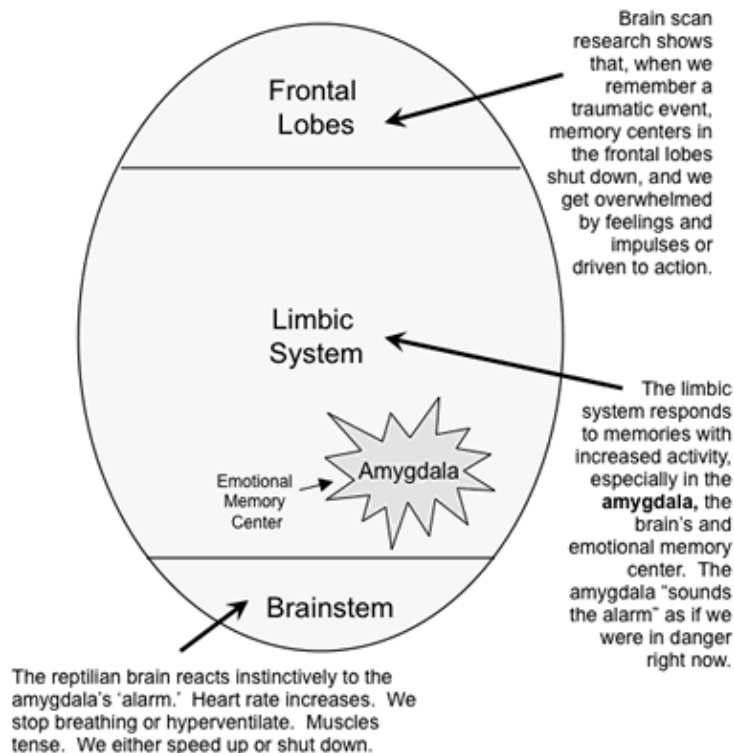 Brain scan
research shows
that, when we
remember a
traumatic event,
memory centers in
the frontal lobes
shut down, and we
get overwhelmed
by feelings and
impulses or
driven to action.
Frontal
Lobes
Limbic
System
The limbic
system responds
to memories with
increased activity,
especially in the
amygdala, the
brain's and
emotional memory
center. The
amygdala "sounds
the alarm" as if we
were in danger
right now.
Amygdala
Emotional
Memory
Center
Brainstem
The reptilian brain reacts instinctively to the
amygdala's 'alarm.' Heart rate increases. We
stop breathing or hyperventilate. Muscles
tense. We either speed up or shut down.